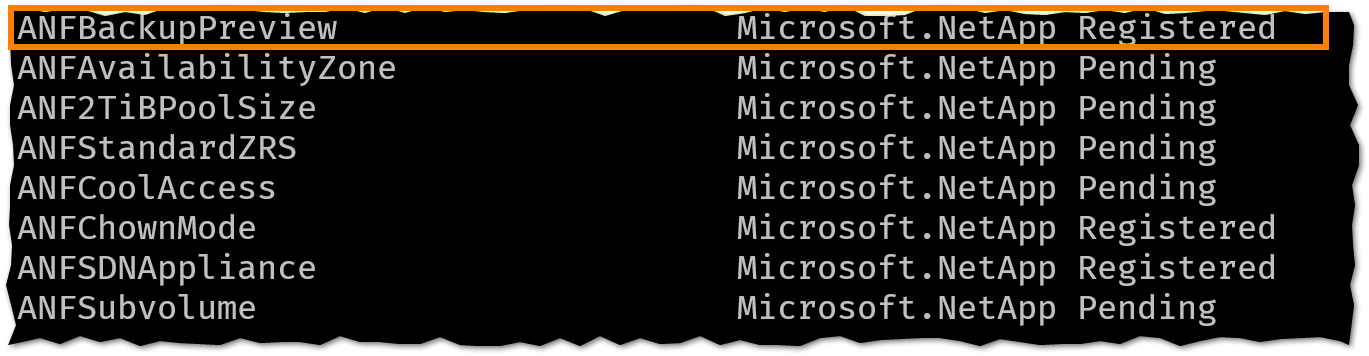 ANFBackupPreview Microsoft.NetApp Registered
ANFAvailabilityZone Microsoft.NetApp Pending
ANF2TiBPoolSize Microsoft.NetApp Pending
ANFStandardZRS Microsoft.NetApp Pending
ANFCoolAccess Microsoft.NetApp Pending
ANFChownMode Microsoft.NetApp Registered
ANFSDNAppliance Microsoft.NetApp Registered
ANFSubvolume Microsoft.NetApp Pending